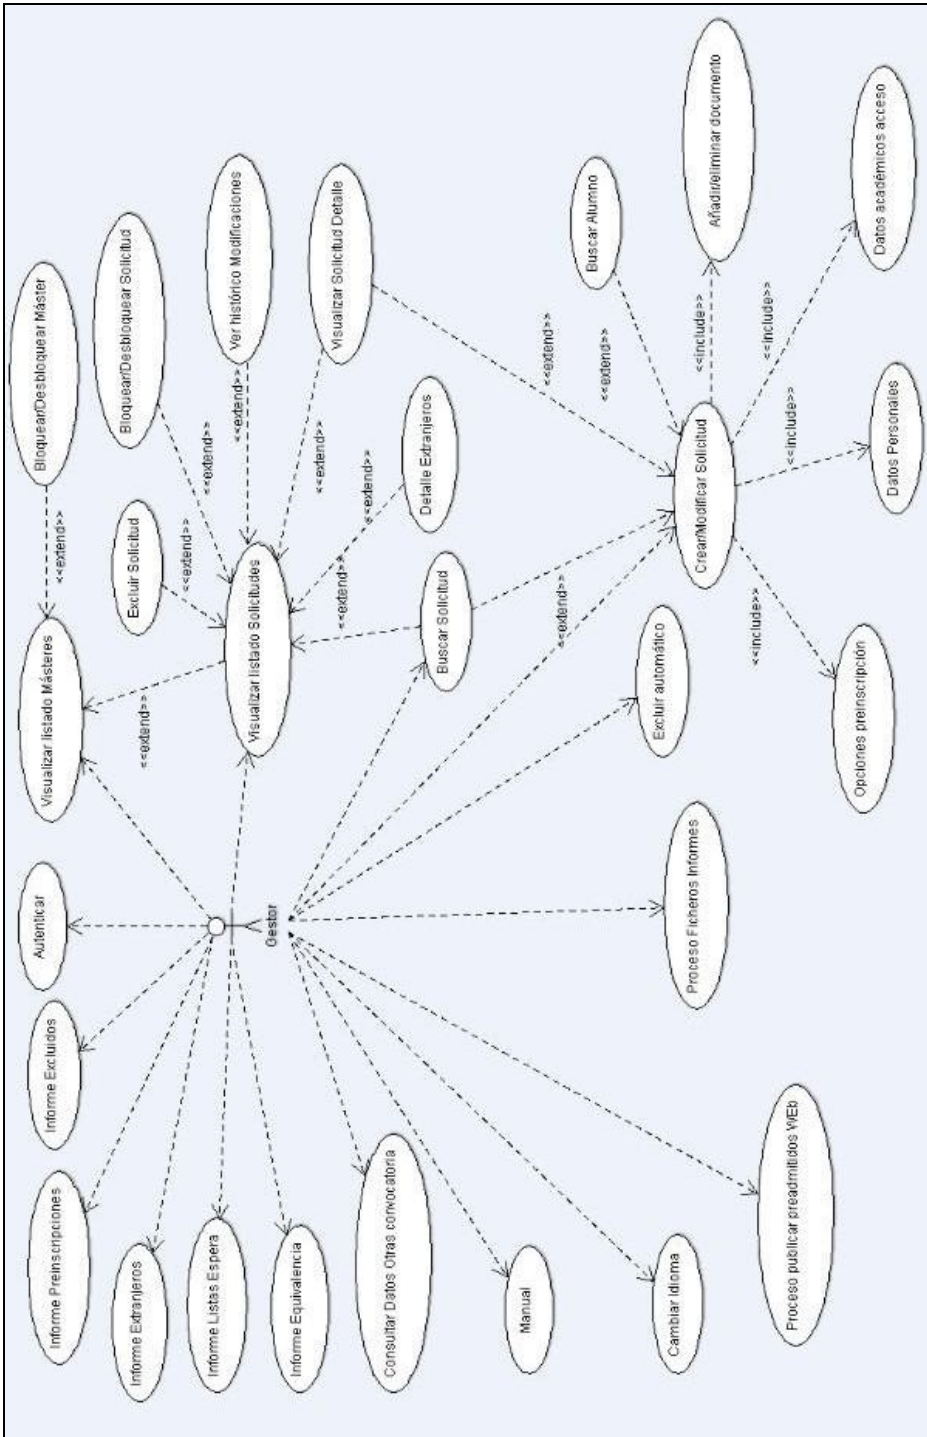 Informe Preinscripciones
Informe Extranjeros
Informe Listas Espera
Informe Equivalencia
Consultar Datos Otras convocatoria
Manual
Cambiar Idioma
Proceso publicar preadmitidos WEb
Informe Excluidos
Autenticar
Gestor
Proceso Ficheros Informes
Visualizar listado Másteres
<<extend>>
Visualizar listado Solicitudes
Buscar Solicitud
Excluir automático
Opciones preinscripción
<<extend>>
Excluir Solicitud
<<extend>>
<<extend>>
<<extend>>
<<extend>>
<<extend>>
<<extend>>
Detalle Extranjeros
<<extend>>
<<include>>
Crear/Modificar Solicitud
Datos Personales
<<include>>
Bloquear/Desbloquear Máster
Bloquear/Desbloquear Solicitud
Ver histórico Modificaciones
Visualizar Solicitud Detalle
<<extend>>
<<extend>>
<<include>>
<<include>>
Buscar Alumno
Añadir/eliminar documento
Datos académicos acceso